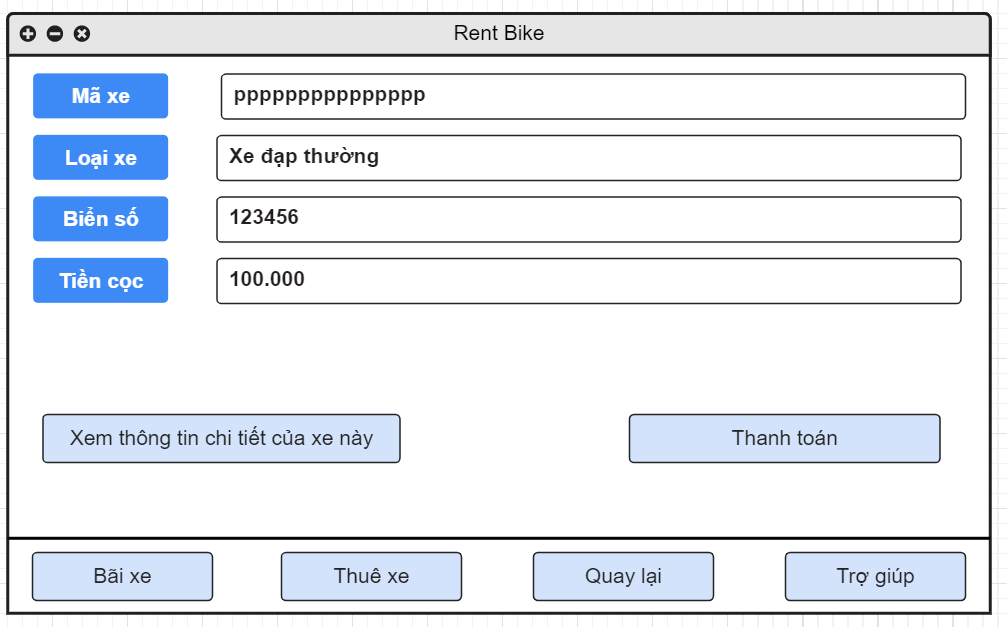 Rent Bike
Mã xe
ppppppppppppppp
Loại xe
Xe đạp thường
Biển số
123456
Tiền cọc
100.000
Xem thông tin chi tiết của xe này
Thanh toán
Bãi xe
Thuê xe
Quay lại
Trợ giúp